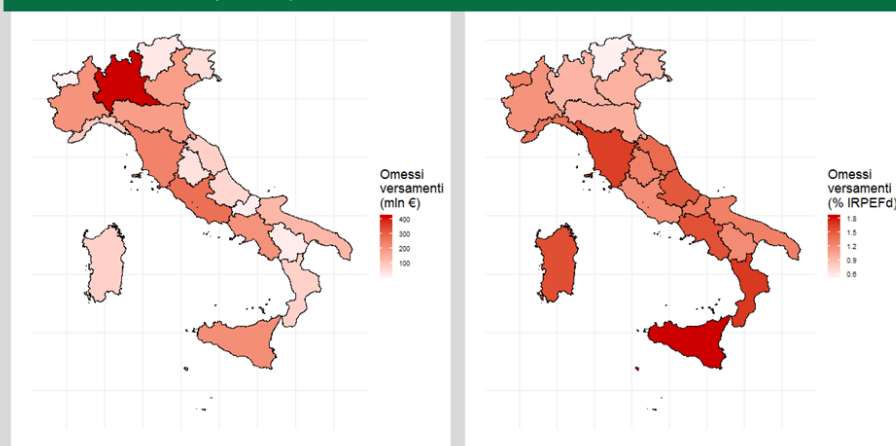 Omessi
versamenti
(mln €)
400
300
200
100
Omessi
versamenti
(% IRPEFd)
1.8
1.5
1.2
0.9
0.6